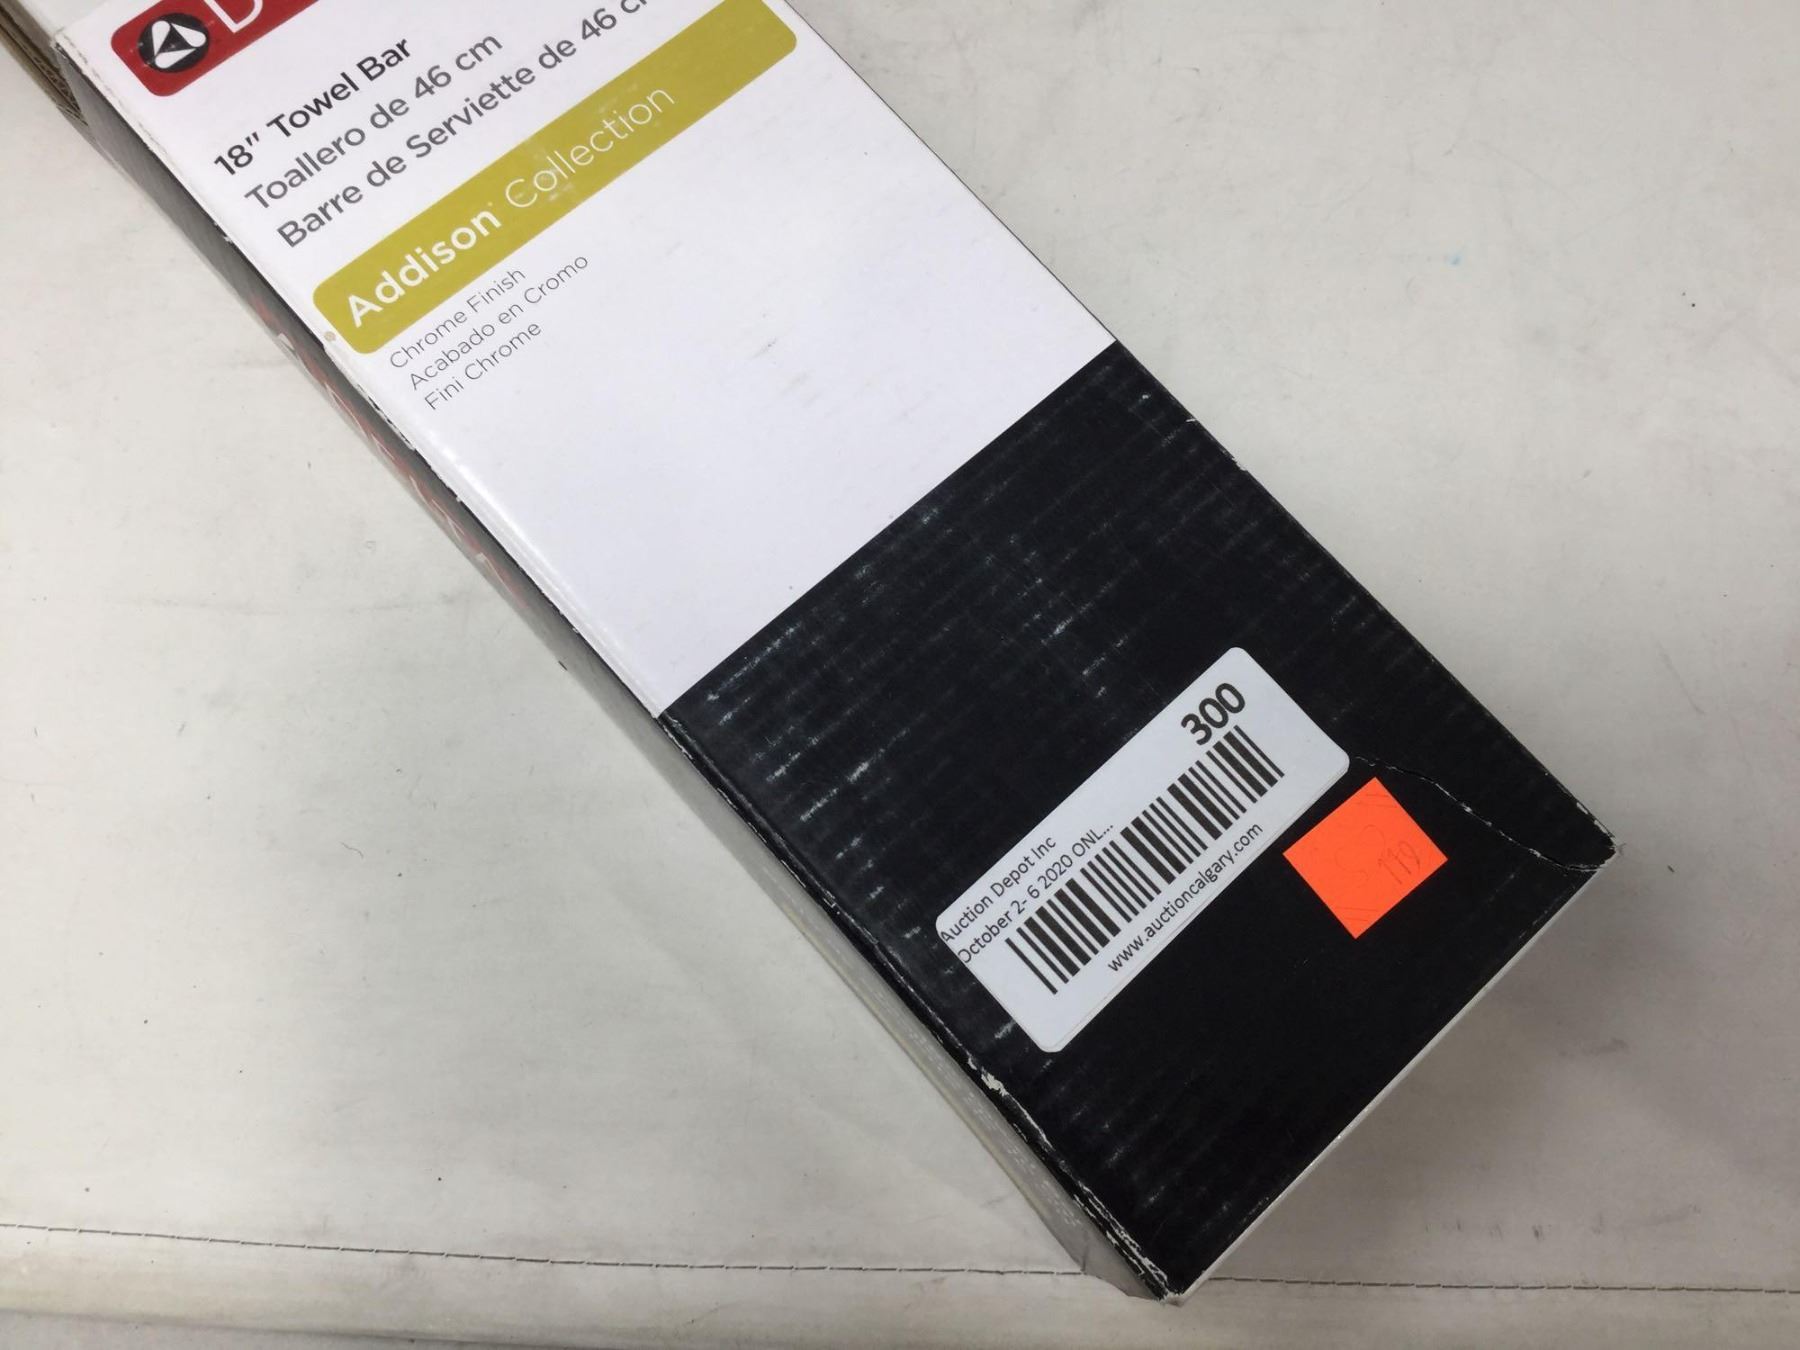 18" Towel Bar
Toallero de 46 cm
Barre de Serviette de 46
Addison Collection
Chrome Finish
Acabado en Cromo
Fini Chrome
300
Auction Depot Inc
October 2- 6 2020 ONL...
www.auctioncalgary.com